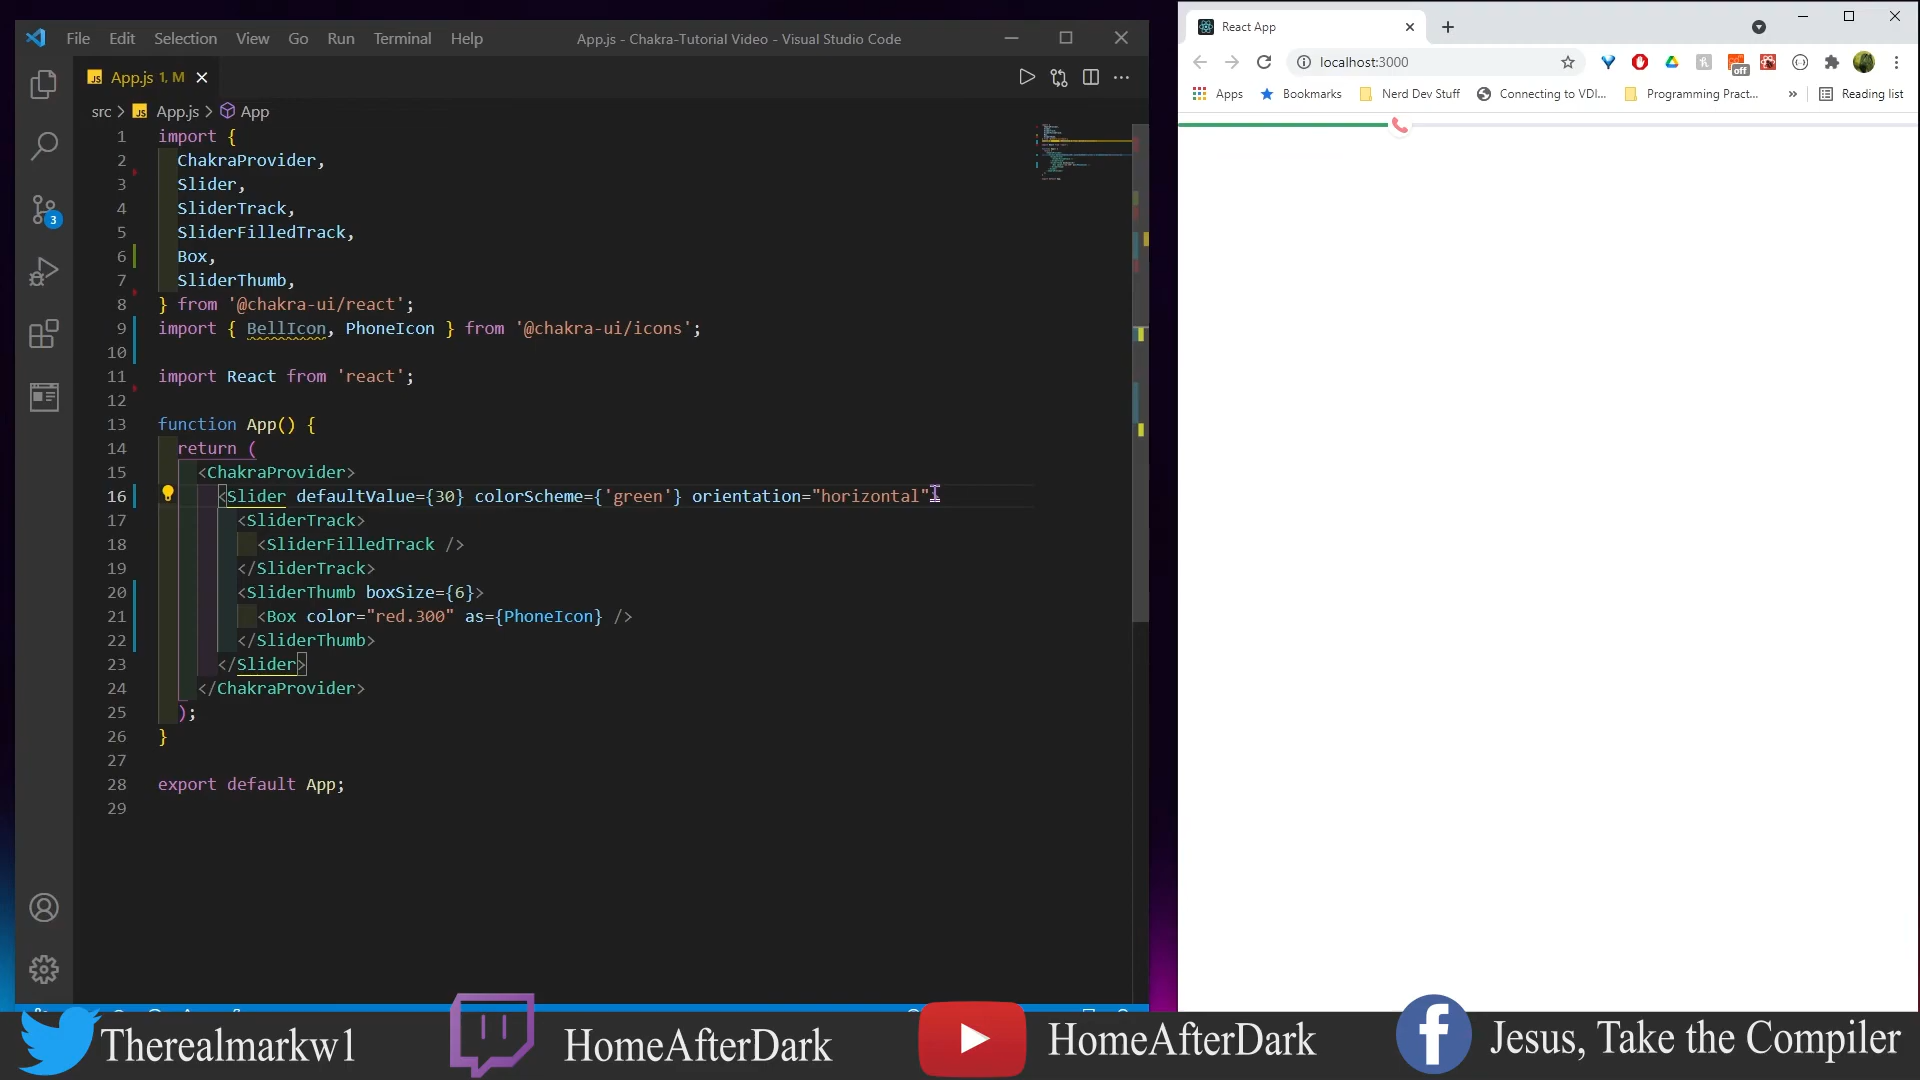 File Edit Selection View Go Run Terminal Help
App.js - Chakra-Tutorial Video - Visual Studio Code
JS App.js 1, M
src > JS App.js > App
1 import {
2 ChakraProvider,
3 Slider,
4 SliderTrack,
5 SliderFilledTrack,
6 Box,
7 SliderThumb,
8 } from '@chakra-ui/react';
9 import { BellIcon, PhoneIcon } from '@chakra-ui/icons';
10
11 import React from 'react';
12
13 function App() {
14 return (
15 <ChakraProvider>
16 <Slider defaultValue={30} colorScheme={'green'} orientation="horizontal">
17 <SliderTrack>
18 <SliderFilledTrack />
19 </SliderTrack>
20 <SliderThumb boxSize={6}>
21 <Box color="red.300" as={PhoneIcon} />
22 </SliderThumb>
23 </Slider>
24 </ChakraProvider>
25 );
26 }
27
28 export default App;
29
3
React App
localhost:3000
off
Apps Bookmarks Nerd Dev Stuff Connecting to VDI... Programming Pract... » Reading list
Therealmarkw1
HomeAfterDark
HomeAfterDark
Jesus, Take the Compiler